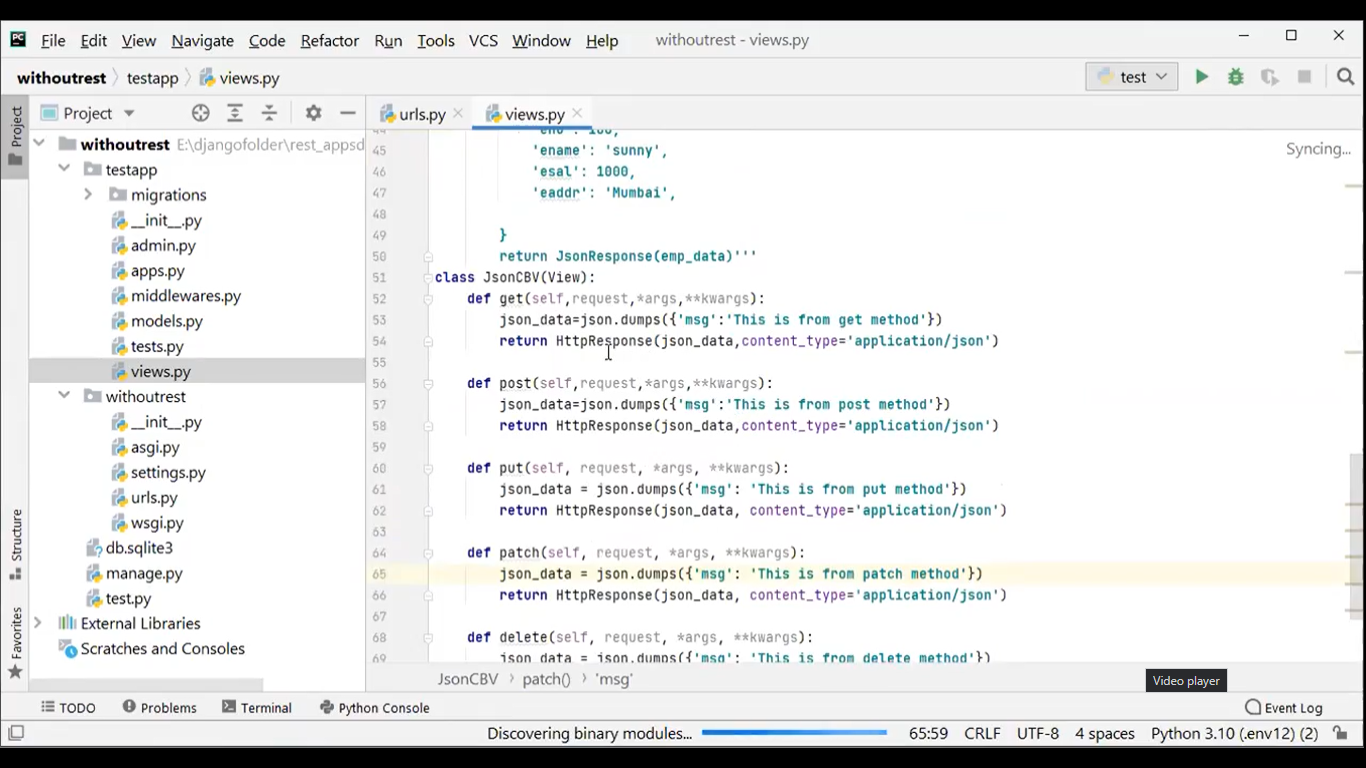 PC File Edit View Navigate Code Refactor Run Tools VCS Window Help withoutrest - views.py
withoutrest testapp views.py test
Project urls.py views.py
Project
withoutrest E:\djangofolder\rest_appsd
testapp
migrations
__init__.py
admin.py
apps.py
middlewares.py
models.py
tests.py
views.py
withoutrest
__init__.py
asgi.py
settings.py
urls.py
wsgi.py
db.sqlite3
manage.py
test.py
External Libraries
Scratches and Consoles
Structure
Favorites
Syncing...
44 'eno': 100,
45 'ename': 'sunny',
46 'esal': 1000,
47 'eaddr': 'Mumbai',
48
49 }
50 return JsonResponse(emp_data)'''
51 class JsonCBV(View):
52 def get(self,request,*args,**kwargs):
53 json_data=json.dumps({'msg':'This is from get method'})
54 return HttpResponse(json_data,content_type='application/json')
55
56 def post(self,request,*args,**kwargs):
57 json_data=json.dumps({'msg':'This is from post method'})
58 return HttpResponse(json_data,content_type='application/json')
59
60 def put(self, request, *args, **kwargs):
61 json_data = json.dumps({'msg': 'This is from put method'})
62 return HttpResponse(json_data, content_type='application/json')
63
64 def patch(self, request, *args, **kwargs):
65 json_data = json.dumps({'msg': 'This is from patch method'})
66 return HttpResponse(json_data, content_type='application/json')
67
68 def delete(self, request, *args, **kwargs):
69 json_data = json.dumps({'msg': 'This is from delete method'})
JsonCBV patch() 'msg'
Video player
TODO Problems Terminal Python Console Event Log
Discovering binary modules... 65:59 CRLF UTF-8 4 spaces Python 3.10 (.env12) (2)